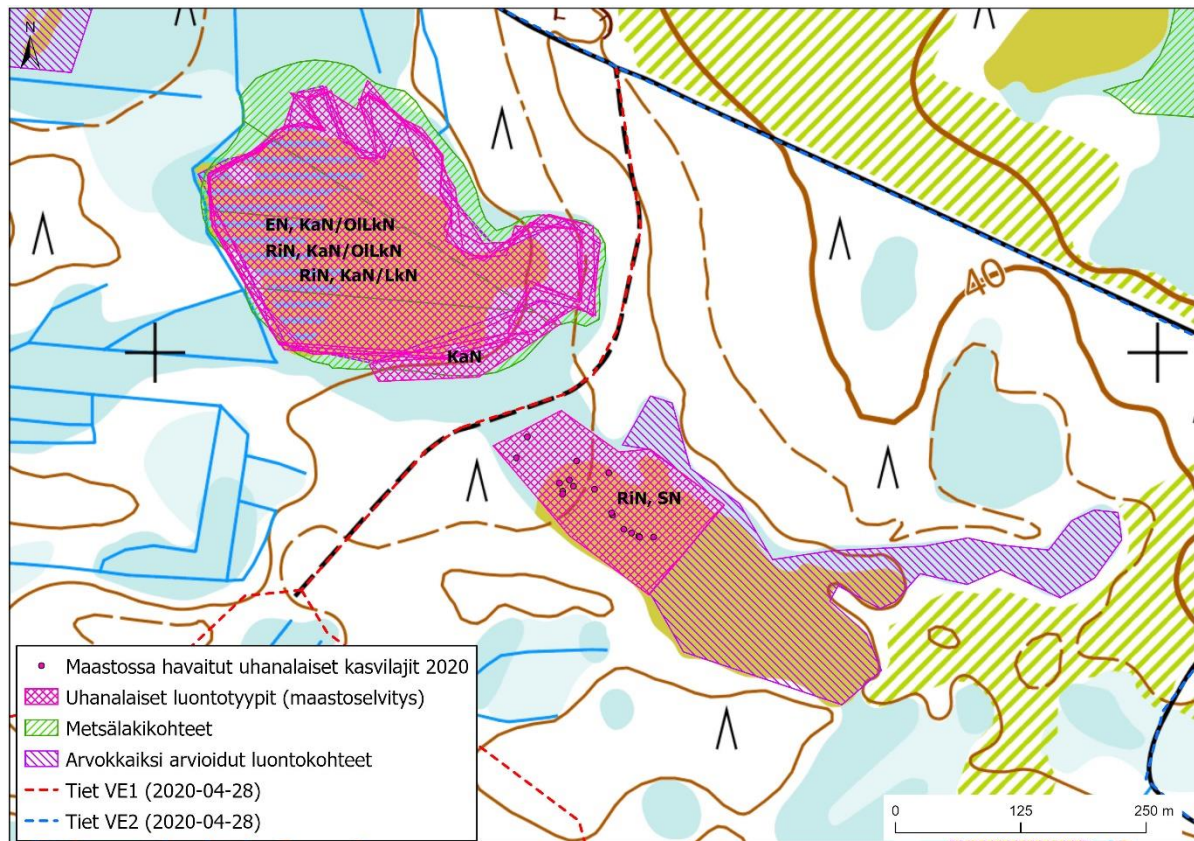 N
EN, KaN/OlLkN
RiN, KaN/OlLkN
RiN, KaN/LkN
KaN
40
RiN, SN
Maastossa havaitut uhanalaiset kasvilajit 2020
Uhanalaiset luontotyypit (maastoselvitys)
Metsälakikohteet
Arvokkaiksi arvioidut luontokohteet
Tiet VE1 (2020-04-28)
Tiet VE2 (2020-04-28)
0 125 250 m